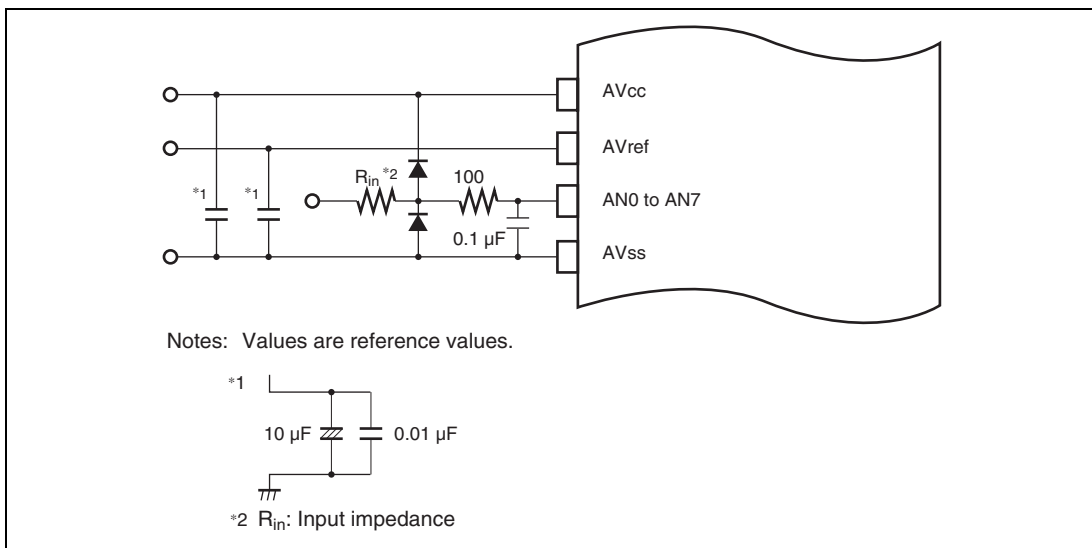 AVcc
AVref
Rin *2
100
*1
*1
AN0 to AN7
0.1 µF
AVss
Notes: Values are reference values.
*1
10 µF
0.01 µF
*2 Rin: Input impedance